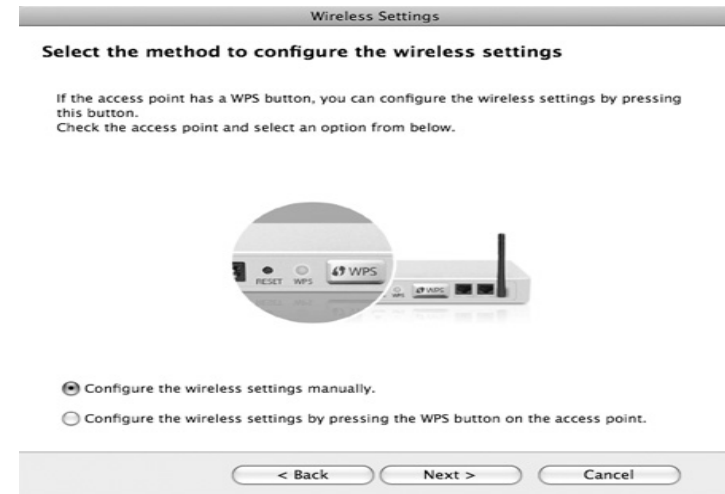 Wireless Settings
Select the method to configure the wireless settings
If the access point has a WPS button, you can configure the wireless settings by pressing
this button.
Check the access point and select an option from below.
RESET WPS WPS
WPS WPS
Configure the wireless settings manually.
Configure the wireless settings by pressing the WPS button on the access point.
< Back Next > Cancel